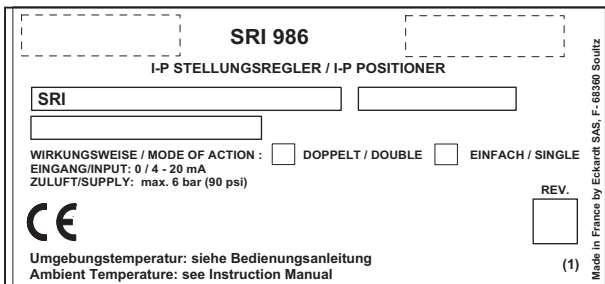 SRI 986
I-P STELLUNGSREGLER / I-P POSITIONER
SRI
WIRKUNGSWEISE / MODE OF ACTION : DOPPELT / DOUBLE EINFACH / SINGLE
EINGANG/INPUT: 0 / 4 - 20 mA
ZULUFT/SUPPLY: max. 6 bar (90 psi)
REV.
CE
Umgebungstemperatur: siehe Bedienungsanleitung
Ambient Temperature: see Instruction Manual
(1)
Made in France by Eckardt SAS, F- 68360 Soultz